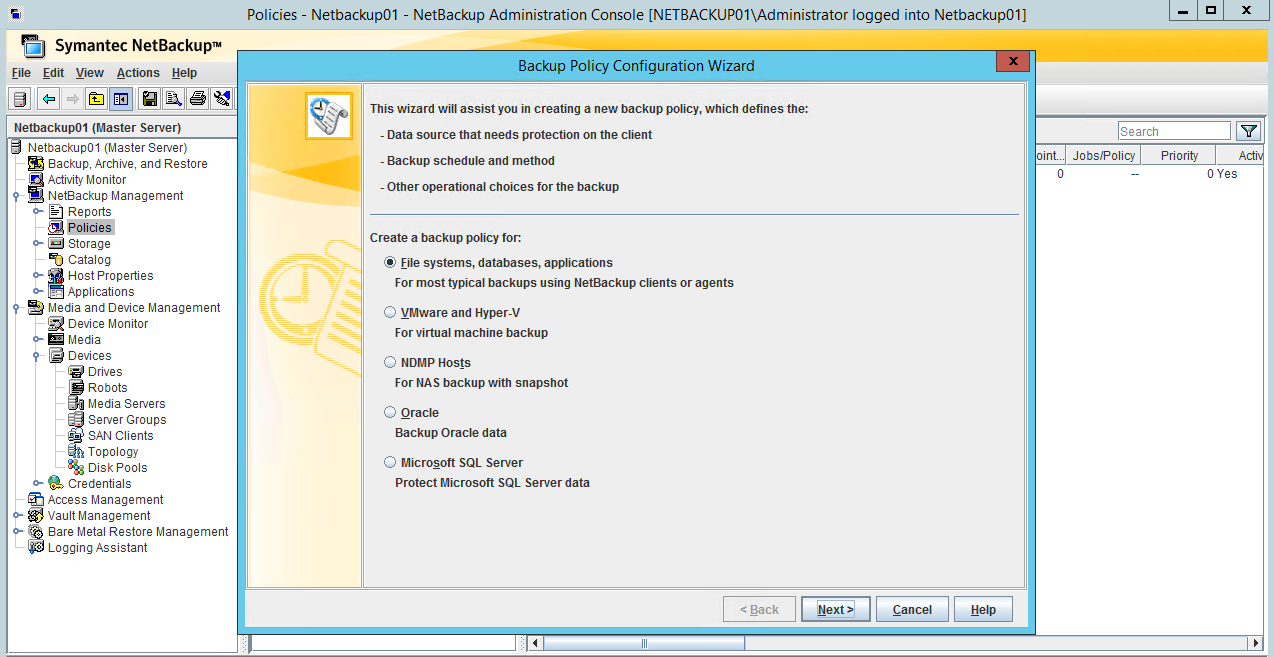 Policies - Netbackup01 - NetBackup Administration Console [NETBACKUP01\Administrator logged into Netbackup01]
Symantec NetBackup™
File Edit View Actions Help
Netbackup01 (Master Server)
Netbackup01 (Master Server)
Backup, Archive, and Restore
Activity Monitor
NetBackup Management
Reports
Policies
Storage
Catalog
Host Properties
Applications
Media and Device Management
Device Monitor
Media
Devices
Drives
Robots
Media Servers
Server Groups
SAN Clients
Topology
Disk Pools
Credentials
Access Management
Vault Management
Bare Metal Restore Management
Logging Assistant
Backup Policy Configuration Wizard
X
This wizard will assist you in creating a new backup policy, which defines the:
- Data source that needs protection on the client
- Backup schedule and method
- Other operational choices for the backup
Create a backup policy for:
File systems, databases, applications
For most typical backups using NetBackup clients or agents
VMware and Hyper-V
For virtual machine backup
NDMP Hosts
For NAS backup with snapshot
Oracle
Backup Oracle data
Microsoft SQL Server
Protect Microsoft SQL Server data
< Back Next > Cancel Help
Search
oint... Jobs/Policy Priority Activ
0 -- 0 Yes